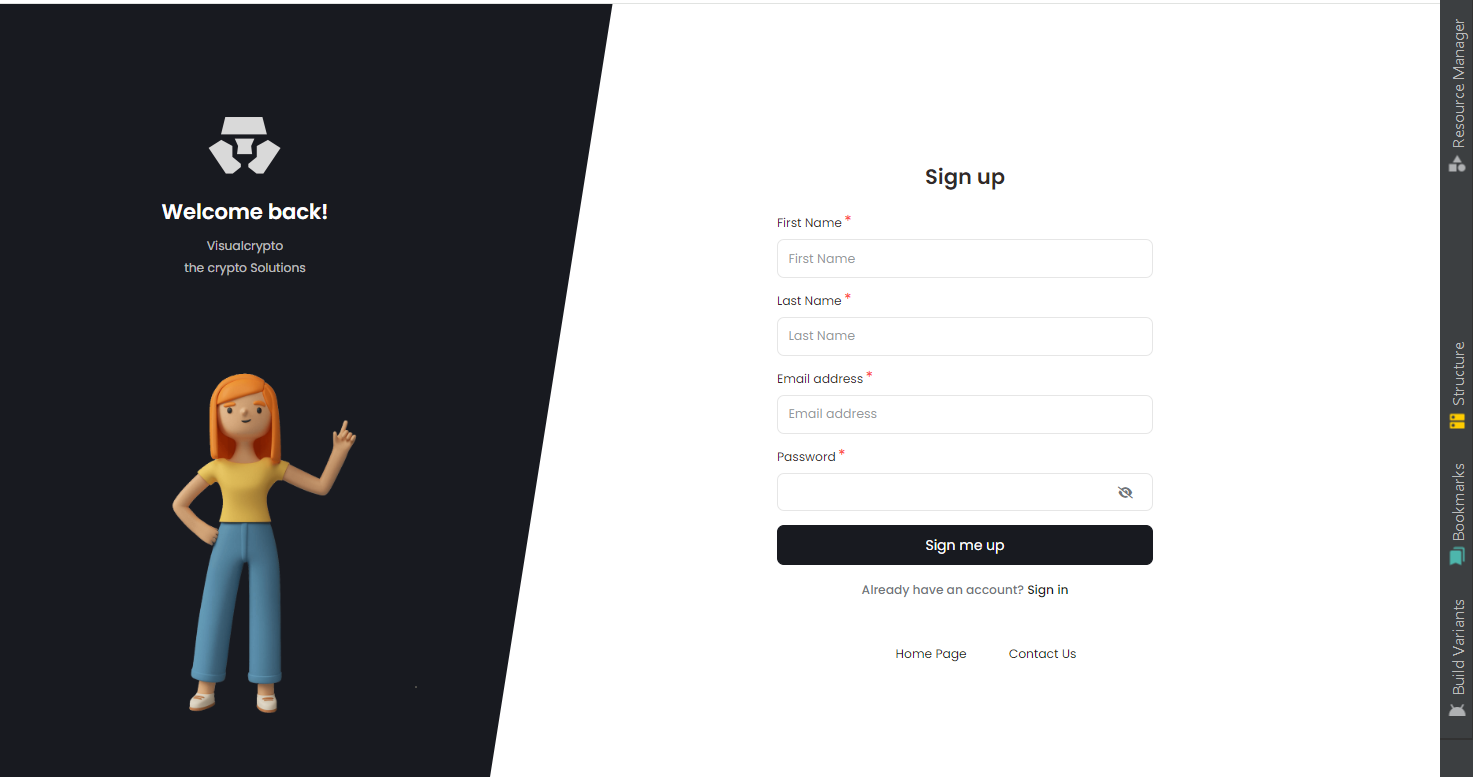 Welcome back!
Visualcrypto
the crypto Solutions
Sign up
First Name *
First Name
Last Name *
Last Name
Email address *
Email address
Password *
Sign me up
Already have an account? Sign in
Home Page
Contact Us
Resource Manager
Structure
Bookmarks
Build Variants